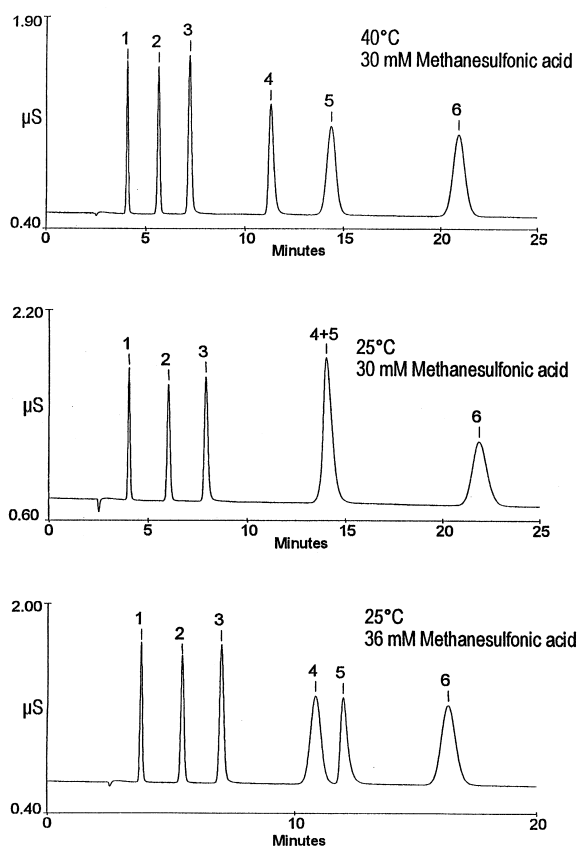 1.90
40°C
30 mM Methanesulfonic acid
1 2 3 4 5 6
µS
0.40
0 5 10 15 20 25
Minutes
2.20
25°C
30 mM Methanesulfonic acid
1 2 3 4+5 6
µS
0.60
0 5 10 15 20 25
Minutes
2.00
25°C
36 mM Methanesulfonic acid
1 2 3 4 5 6
µS
0.40
10 20
Minutes